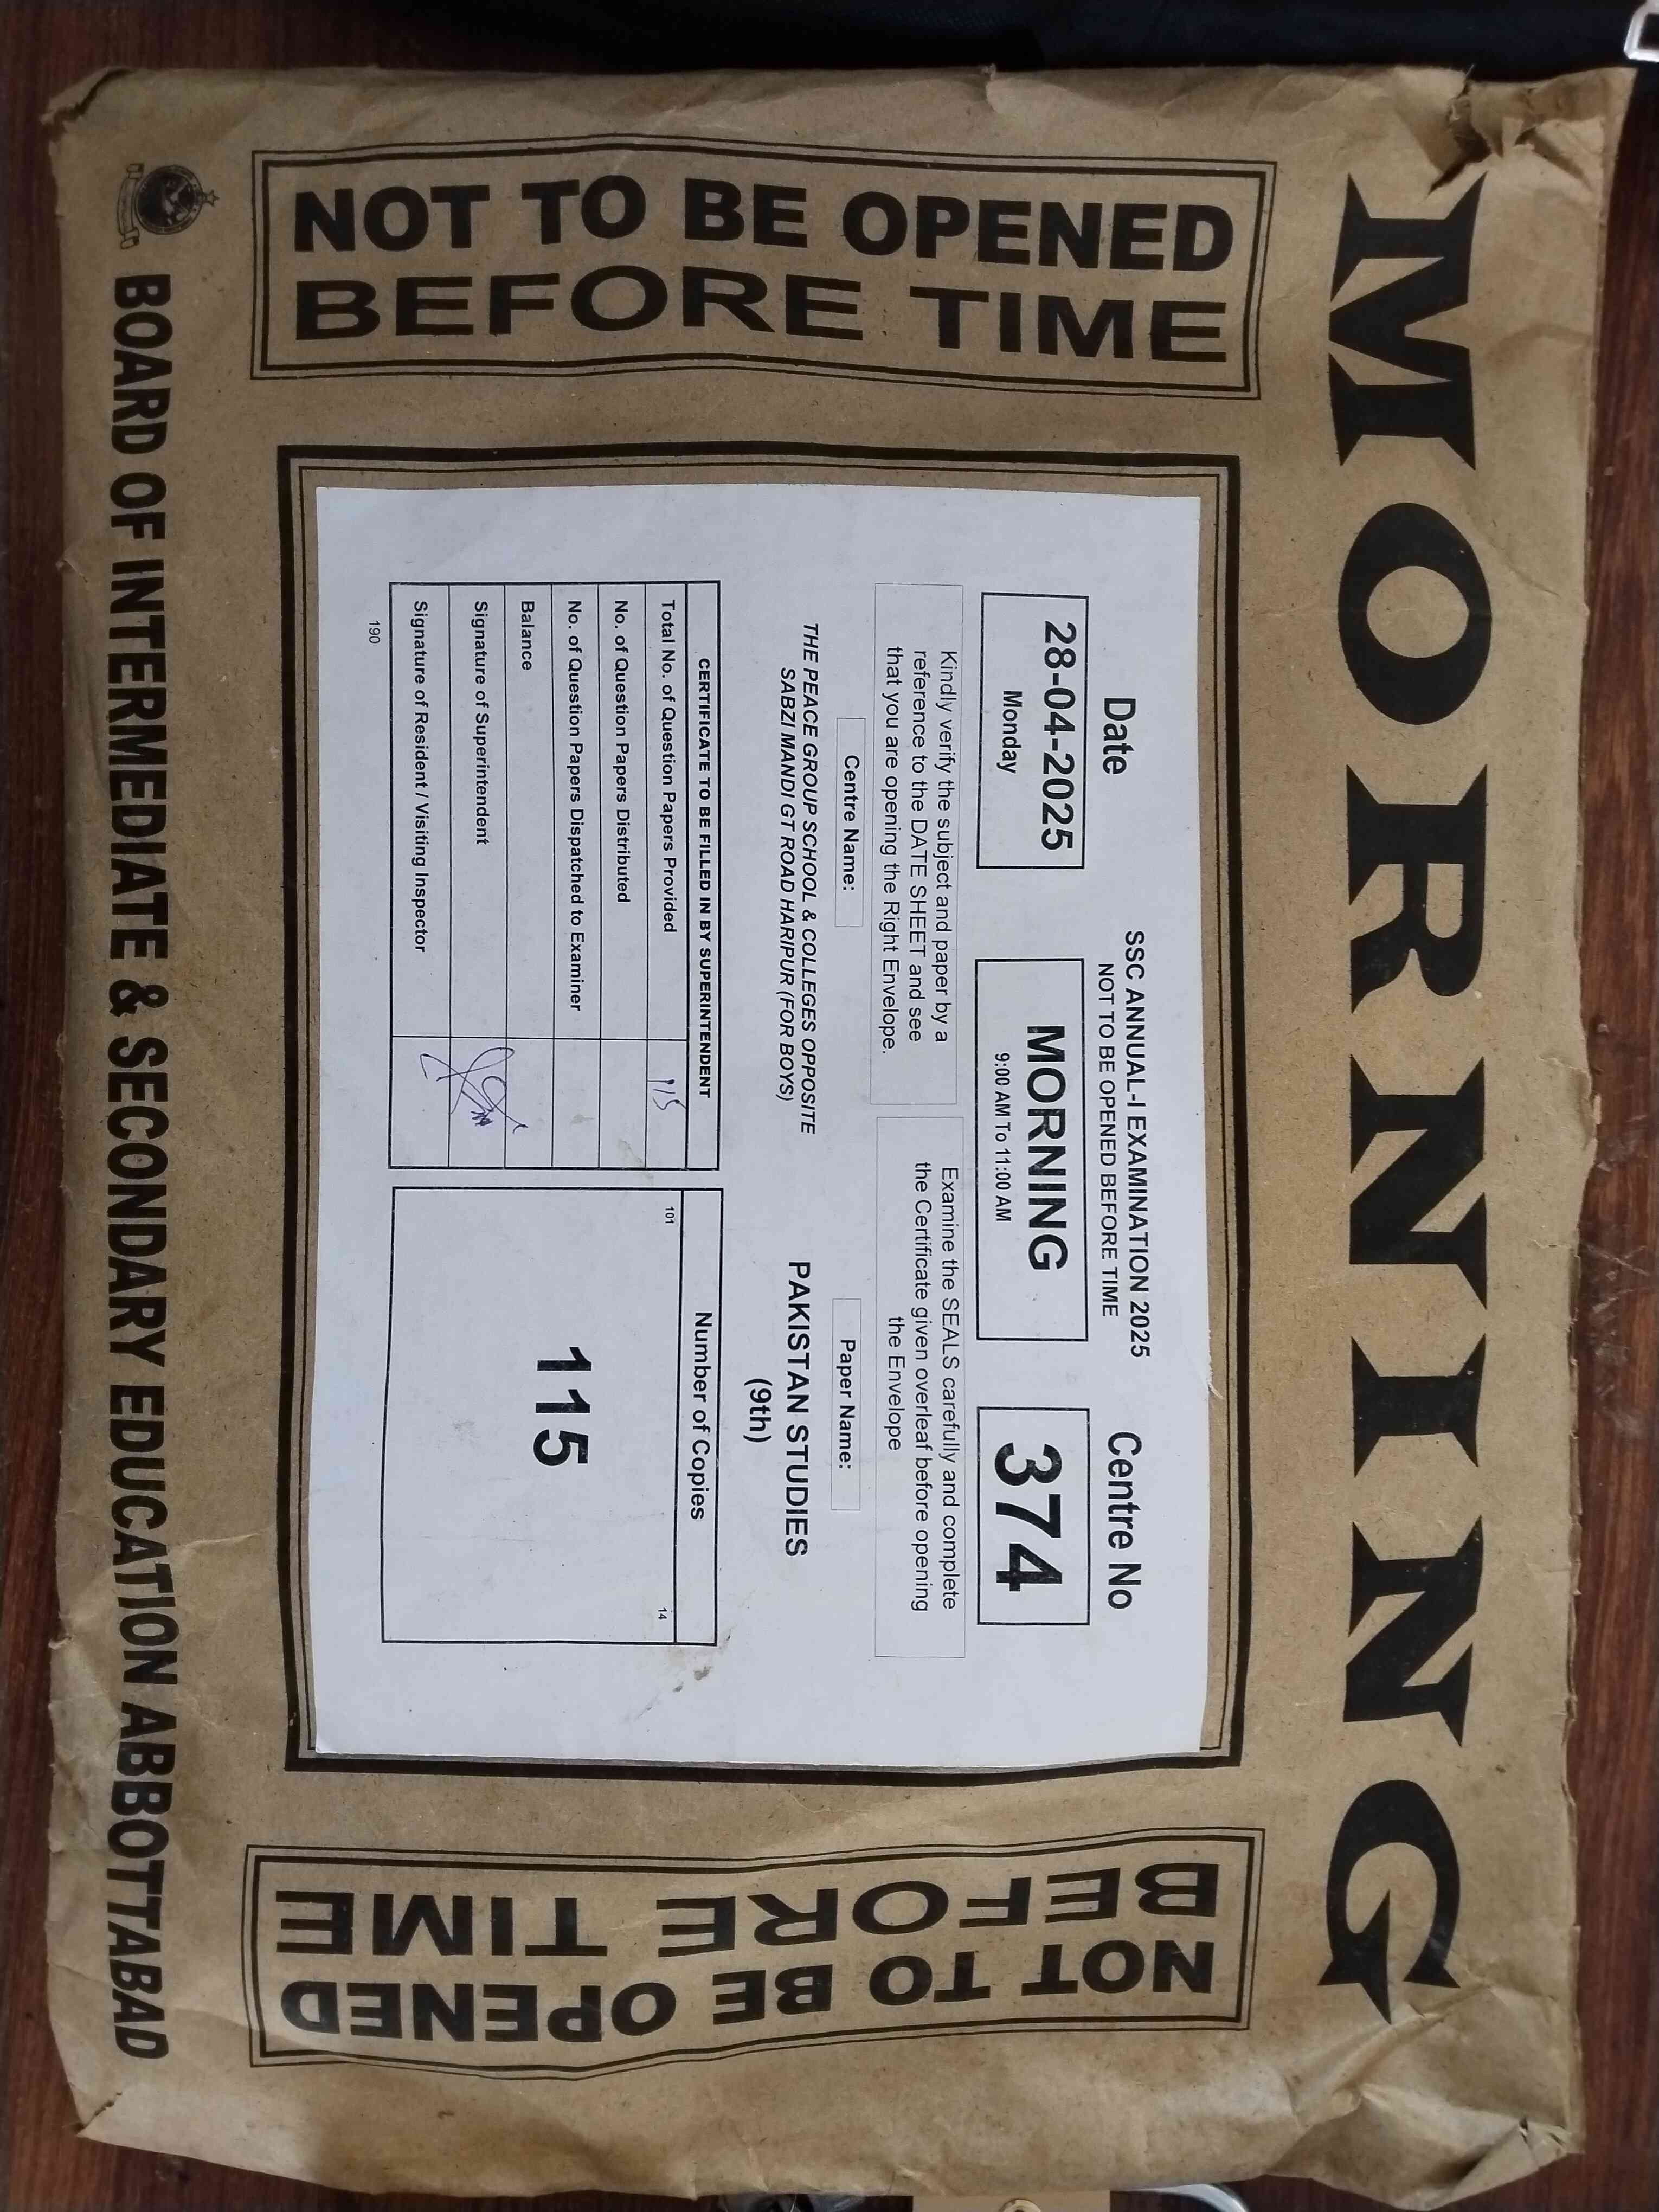 MORNING
NOT TO BE OPENED
BEFORE TIME
SSC ANNUAL-I EXAMINATION 2025
NOT TO BE OPENED BEFORE TIME
Date
28-04-2025
Monday
MORNING
9:00 AM To 11:00 AM
Centre No
374
Kindly verify the subject and paper by a
reference to the DATE SHEET and see
that you are opening the Right Envelope.
Examine the SEALS carefully and complete
the Certificate given overleaf before opening
the Envelope
Centre Name:
THE PEACE GROUP SCHOOL & COLLEGES OPPOSITE
SABZI MANDI GT ROAD HARIPUR (FOR BOYS)
Paper Name:
PAKISTAN STUDIES
(9th)
CERTIFICATE TO BE FILLED IN BY SUPERINTENDENT
Total No. of Question Papers Provided 115
No. of Question Papers Distributed
No. of Question Papers Dispatched to Examiner
Balance
Signature of Superintendent
Signature of Resident / Visiting Inspector
190
Number of Copies
101
14
115
NOT TO BE OPENED
BEFORE TIME
BOARD OF INTERMEDIATE & SECONDARY EDUCATION ABBOTTABAD